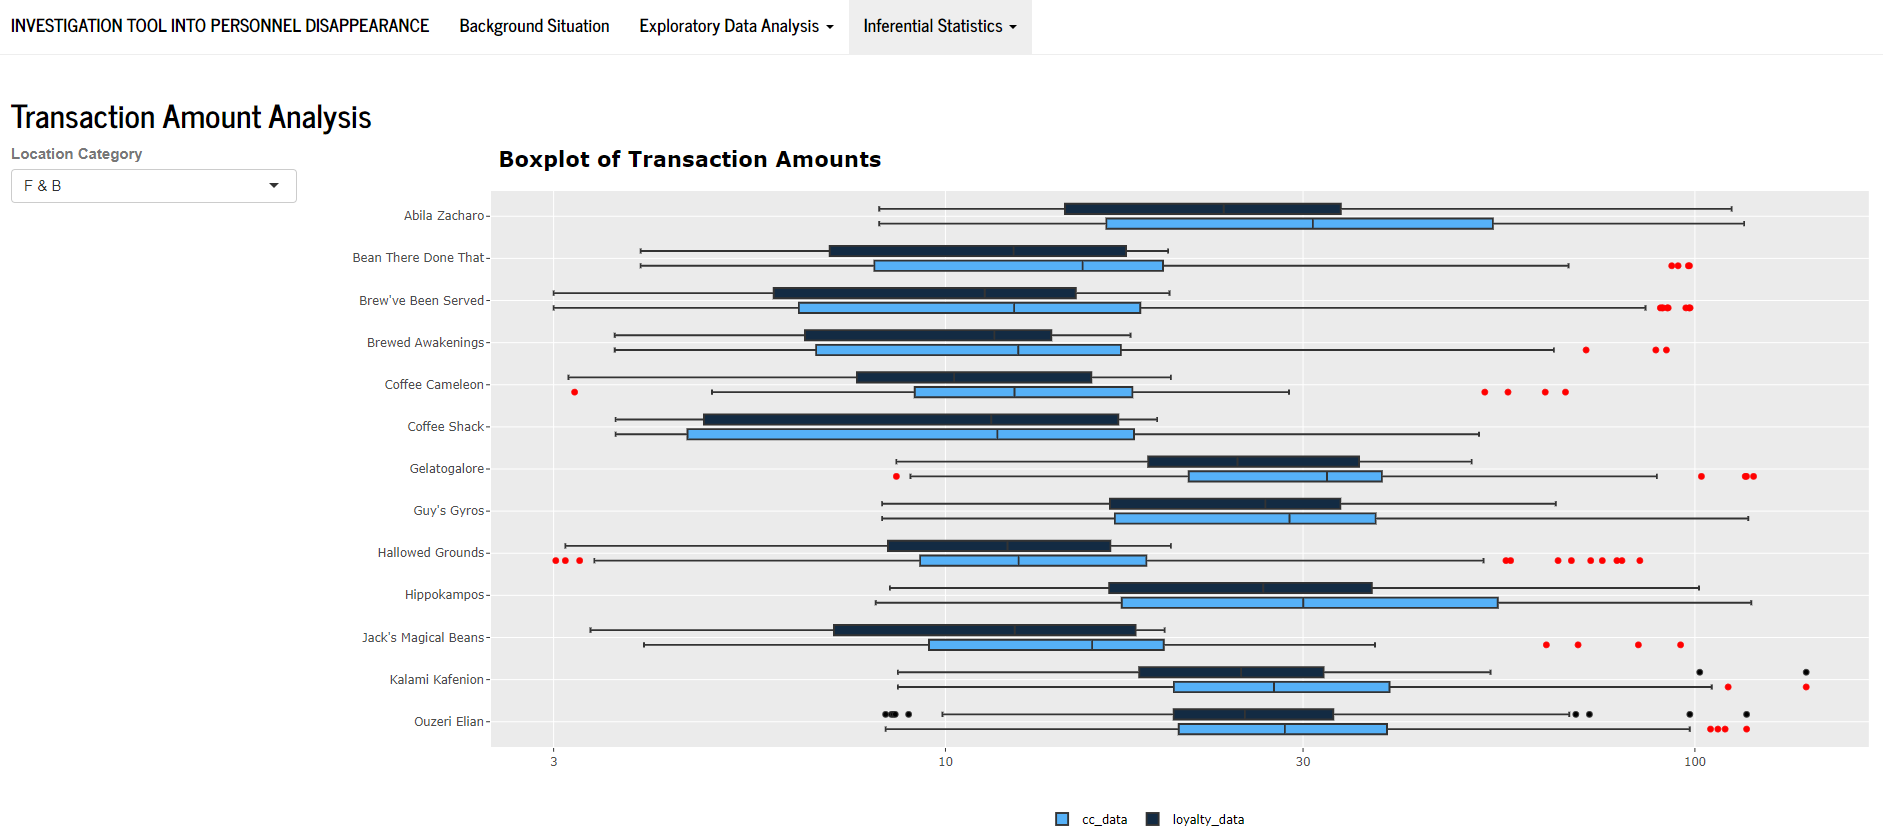 INVESTIGATION TOOL INTO PERSONNEL DISAPPEARANCE Background Situation Exploratory Data Analysis Inferential Statistics
Transaction Amount Analysis
Location Category
F & B
Boxplot of Transaction Amounts
Abila Zacharo
Bean There Done That
Brew've Been Served
Brewed Awakenings
Coffee Cameleon
Coffee Shack
Gelatogalore
Guy's Gyros
Hallowed Grounds
Hippokampos
Jack's Magical Beans
Kalami Kafenion
Ouzeri Elian
3 10 30 100
cc_data loyalty_data